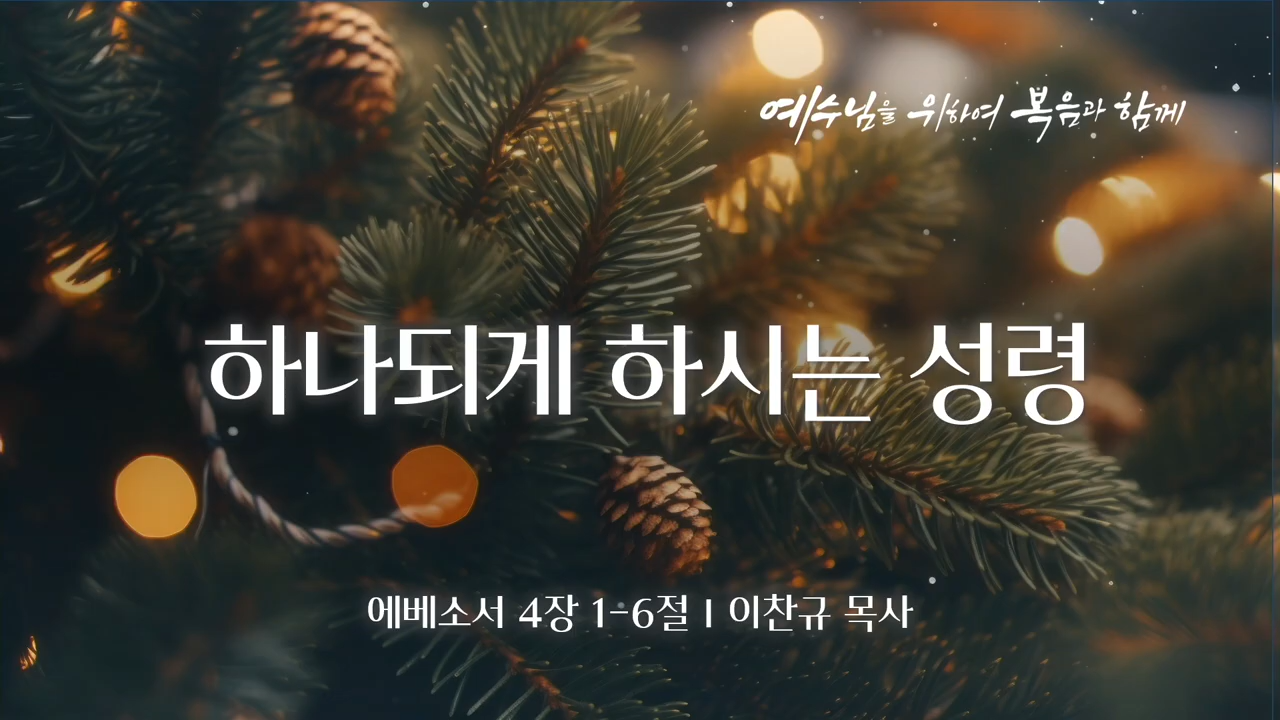 예수님을 위하여 복음과 함께
하나되게 하시는 성령
에베소서 4장 1-6절 I 이찬규 목사